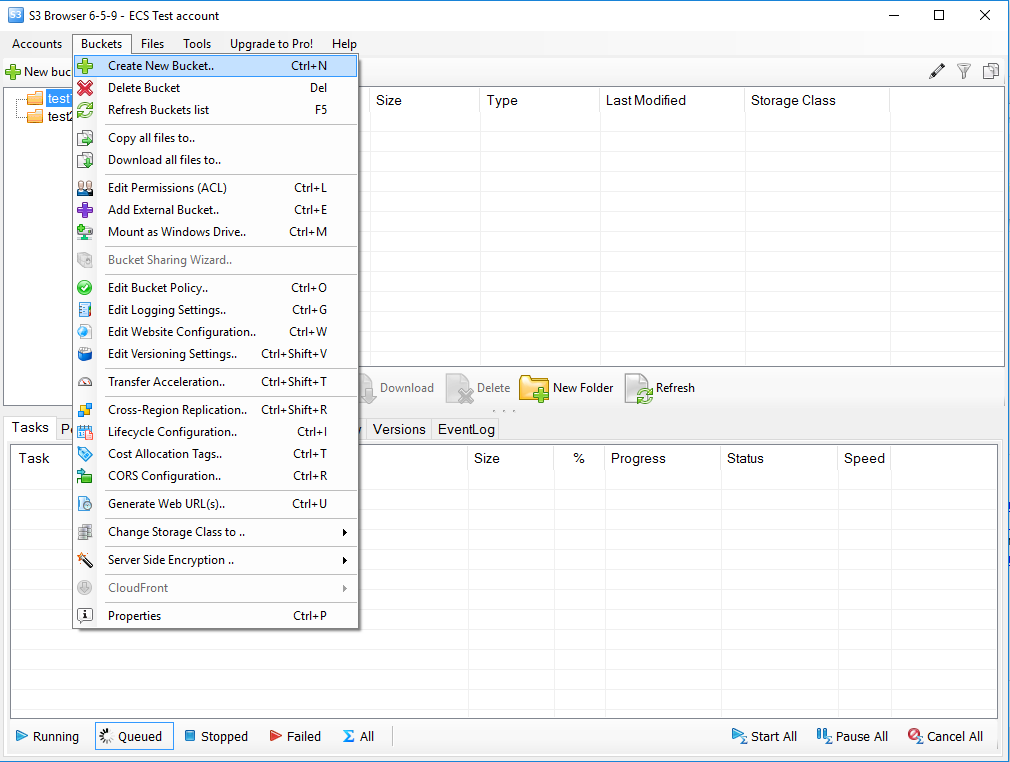 S3 Browser 6-5-9 - ECS Test account
Accounts Buckets Files Tools Upgrade to Pro! Help
New buc
Create New Bucket.. Ctrl+N
Delete Bucket Del
Refresh Buckets list F5
Copy all files to..
Download all files to..
Edit Permissions (ACL) Ctrl+L
Add External Bucket.. Ctrl+E
Mount as Windows Drive.. Ctrl+M
Bucket Sharing Wizard..
Edit Bucket Policy.. Ctrl+O
Edit Logging Settings.. Ctrl+G
Edit Website Configuration.. Ctrl+W
Edit Versioning Settings.. Ctrl+Shift+V
Transfer Acceleration.. Ctrl+Shift+T
Cross-Region Replication.. Ctrl+Shift+R
Lifecycle Configuration.. Ctrl+I
Cost Allocation Tags.. Ctrl+T
CORS Configuration.. Ctrl+R
Generate Web URL(s).. Ctrl+U
Change Storage Class to ..
Server Side Encryption ..
CloudFront
Properties Ctrl+P
test
test2
Size Type Last Modified Storage Class
Download Delete New Folder Refresh
Tasks Versions EventLog
Task Size % Progress Status Speed
Running Queued Stopped Failed All Start All Pause All Cancel All